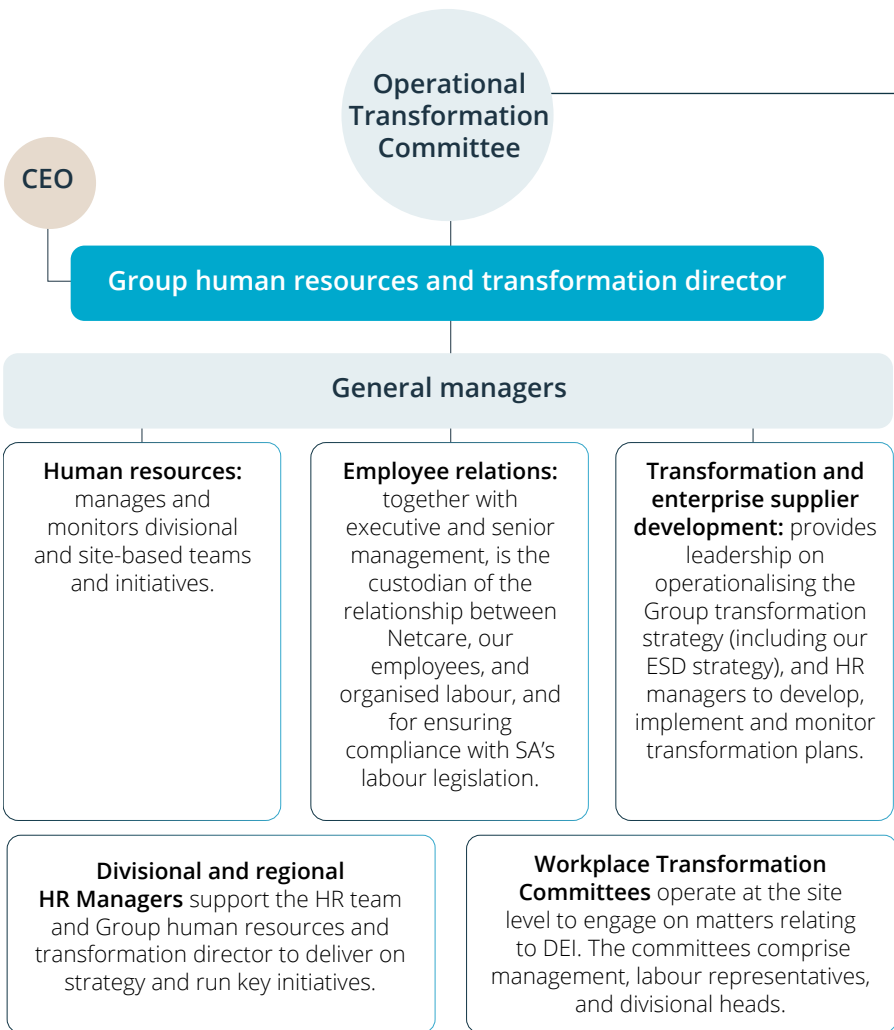 Operational
Transformation
Committee
CEO
Group human resources and transformation director
General managers
Human resources:
manages and
monitors divisional
and site-based teams
and initiatives.
Employee relations:
together with
executive and senior
management, is the
custodian of the
relationship between
Netcare, our
employees, and
organised labour, and
for ensuring
compliance with SA’s
labour legislation.
Transformation and
enterprise supplier
development: provides
leadership on
operationalising the
Group transformation
strategy (including our
ESD strategy), and HR
managers to develop,
implement and monitor
transformation plans.
Divisional and regional
HR Managers support the HR team
and Group human resources and
transformation director to deliver on
strategy and run key initiatives.
Workplace Transformation
Committees operate at the site
level to engage on matters relating
to DEI. The committees comprise
management, labour representatives,
and divisional heads.